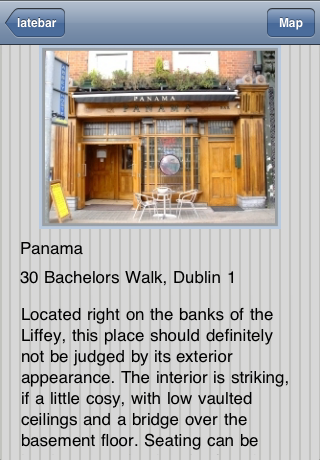 latebar
Map
PANAMA
PANAMA
Panama
30 Bachelors Walk, Dublin 1
Located right on the banks of the
Liffey, this place should definitely
not be judged by its exterior
appearance. The interior is striking,
if a little cosy, with low vaulted
ceilings and a bridge over the
basement floor. Seating can be